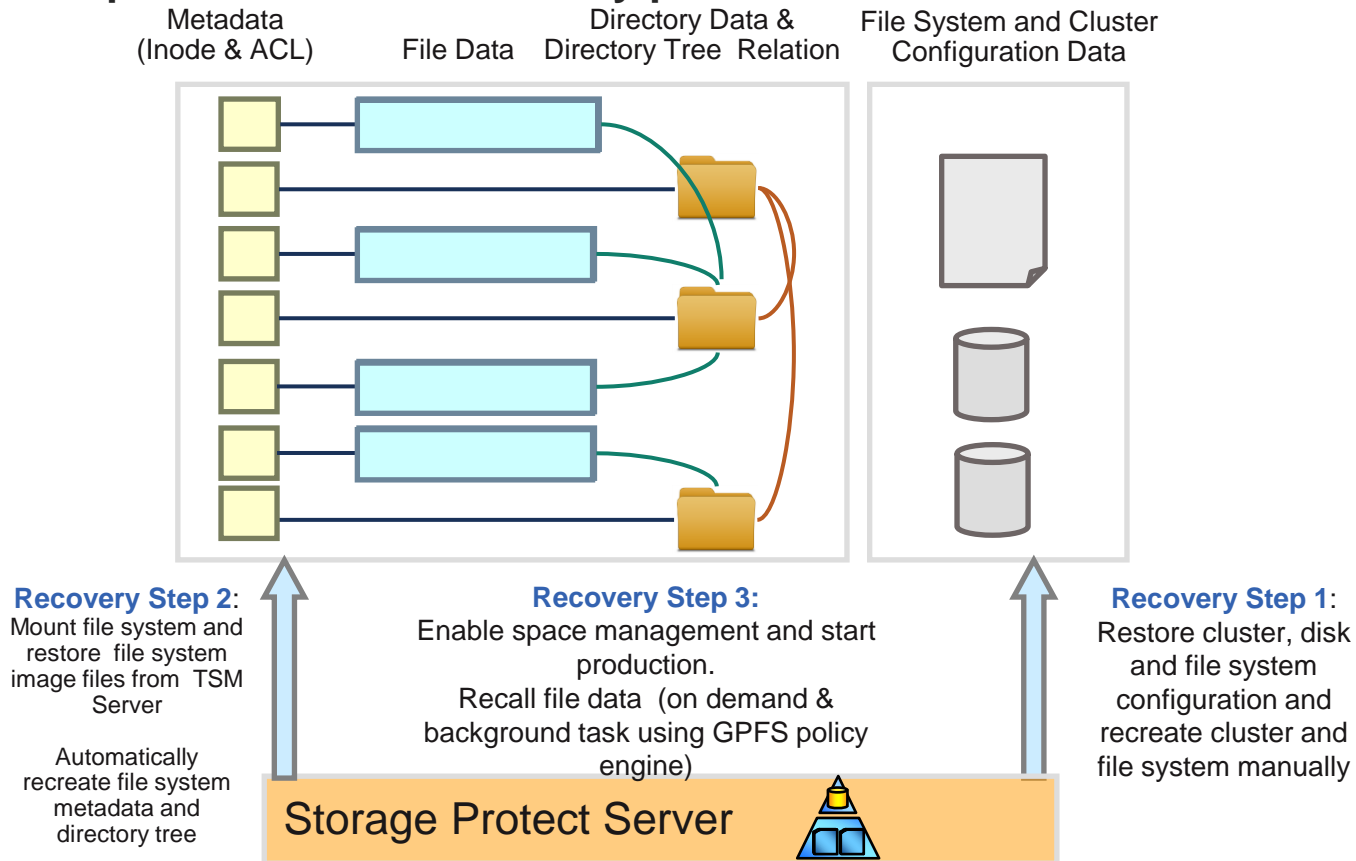 Metadata
(Inode & ACL)
File Data
Directory Data &
Directory Tree Relation
File System and Cluster
Configuration Data
Recovery Step 2:
Mount file system and
restore file system
image files from TSM
Server
Automatically
recreate file system
metadata and
directory tree
Recovery Step 3:
Enable space management and start
production.
Recall file data (on demand &
background task using GPFS policy
engine)
Recovery Step 1:
Restore cluster, disk
and file system
configuration and
recreate cluster and
file system manually
Storage Protect Server